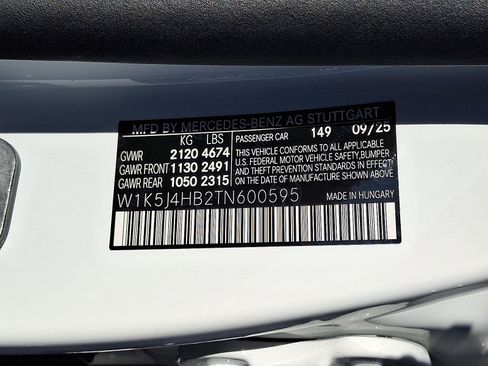 MFD BY MERCEDES-BENZ AG STUTTGART
KG LBS
GVWR 2120 4674
GAWR FRONT 1130 2491
GAWR REAR 1050 2315
PASSENGER CAR 149 09/25
THIS VEHICLE CONFORMS TO ALL APPLICABLE
U.S. FEDERAL MOTOR VEHICLE SAFETY, BUMPER
AND THEFT PREVENTION STANDARDS IN EFFECT
ON THE DATE OF MANUFACTURE SHOWN ABOVE
W1K5J4HB2TN600595
MADE IN HUNGARY